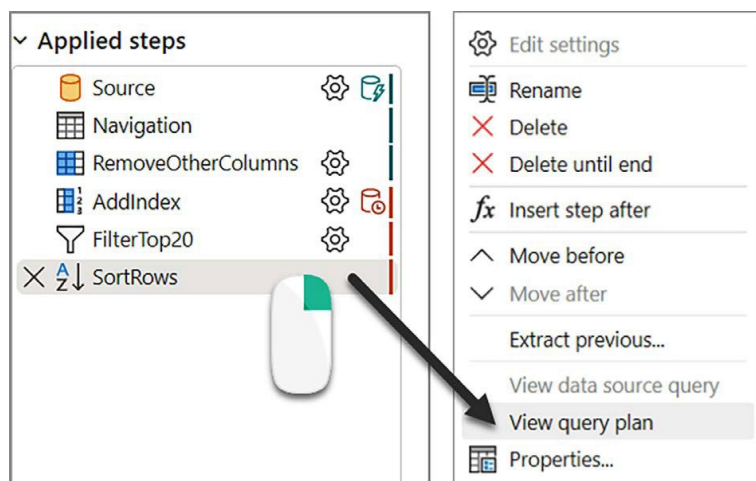 Applied steps
Source
Navigation
RemoveOtherColumns
AddIndex
FilterTop20
SortRows
Edit settings
Rename
Delete
Delete until end
Insert step after
Move before
Move after
Extract previous...
View data source query
View query plan
Properties...